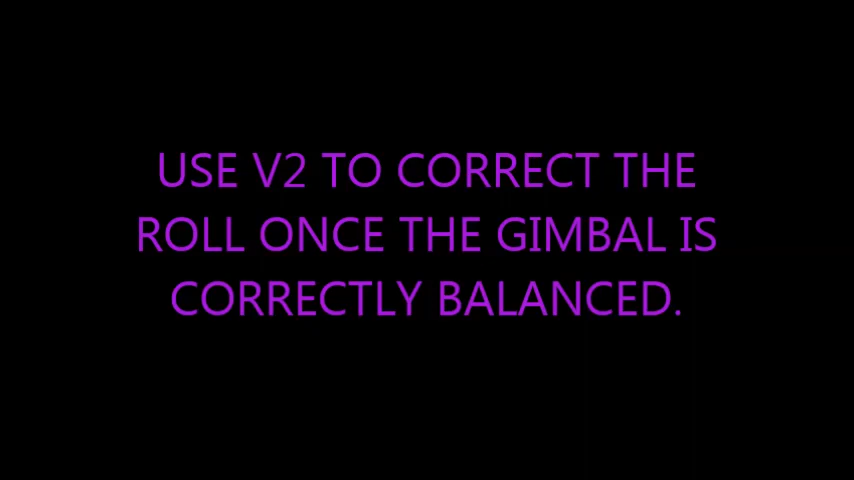 USE V2 TO CORRECT THE
ROLL ONCE THE GIMBAL IS
CORRECTLY BALANCED.